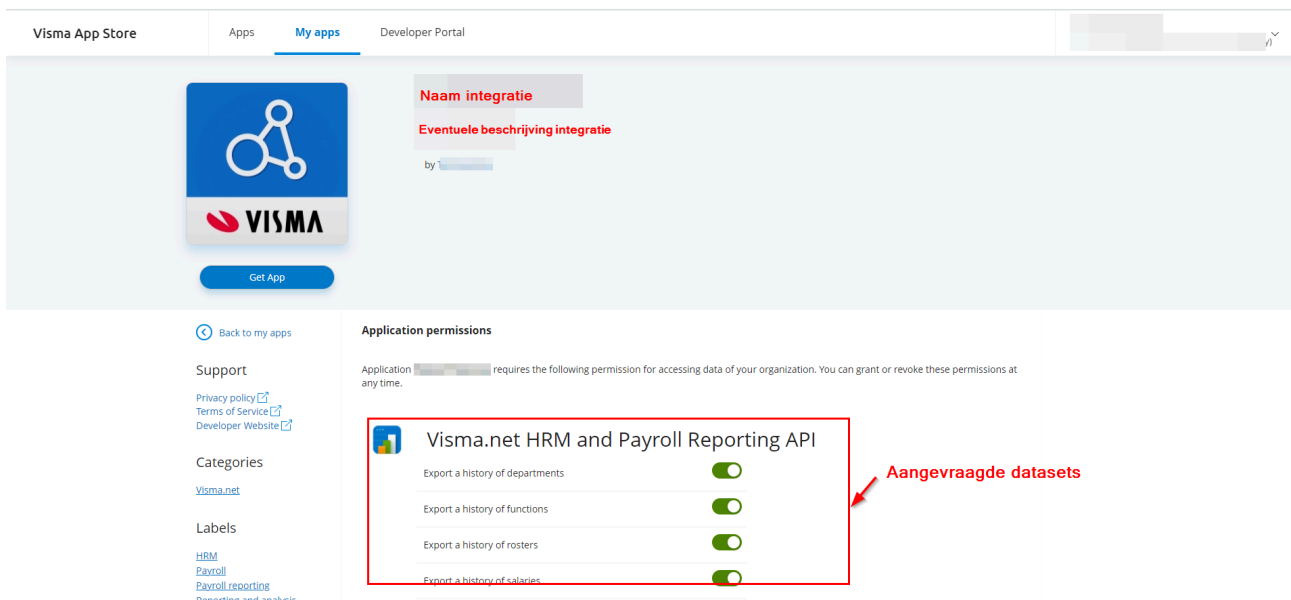 Visma App Store
Apps
My apps
Developer Portal
y)
Naam integratie
Eventuele beschrijving integratie
by
VISMA
Get App
Back to my apps
Application permissions
Support
Application requires the following permission for accessing data of your organization. You can grant or revoke these permissions at
any time.
Privacy policy
Terms of Service
Developer Website
Visma.net HRM and Payroll Reporting API
Categories
Export a history of departments
Aangevraagde datasets
Visma.net
Export a history of functions
Labels
Export a history of rosters
HRM
Payroll
Export a history of salaries
Payroll reporting
Reporting and analysis